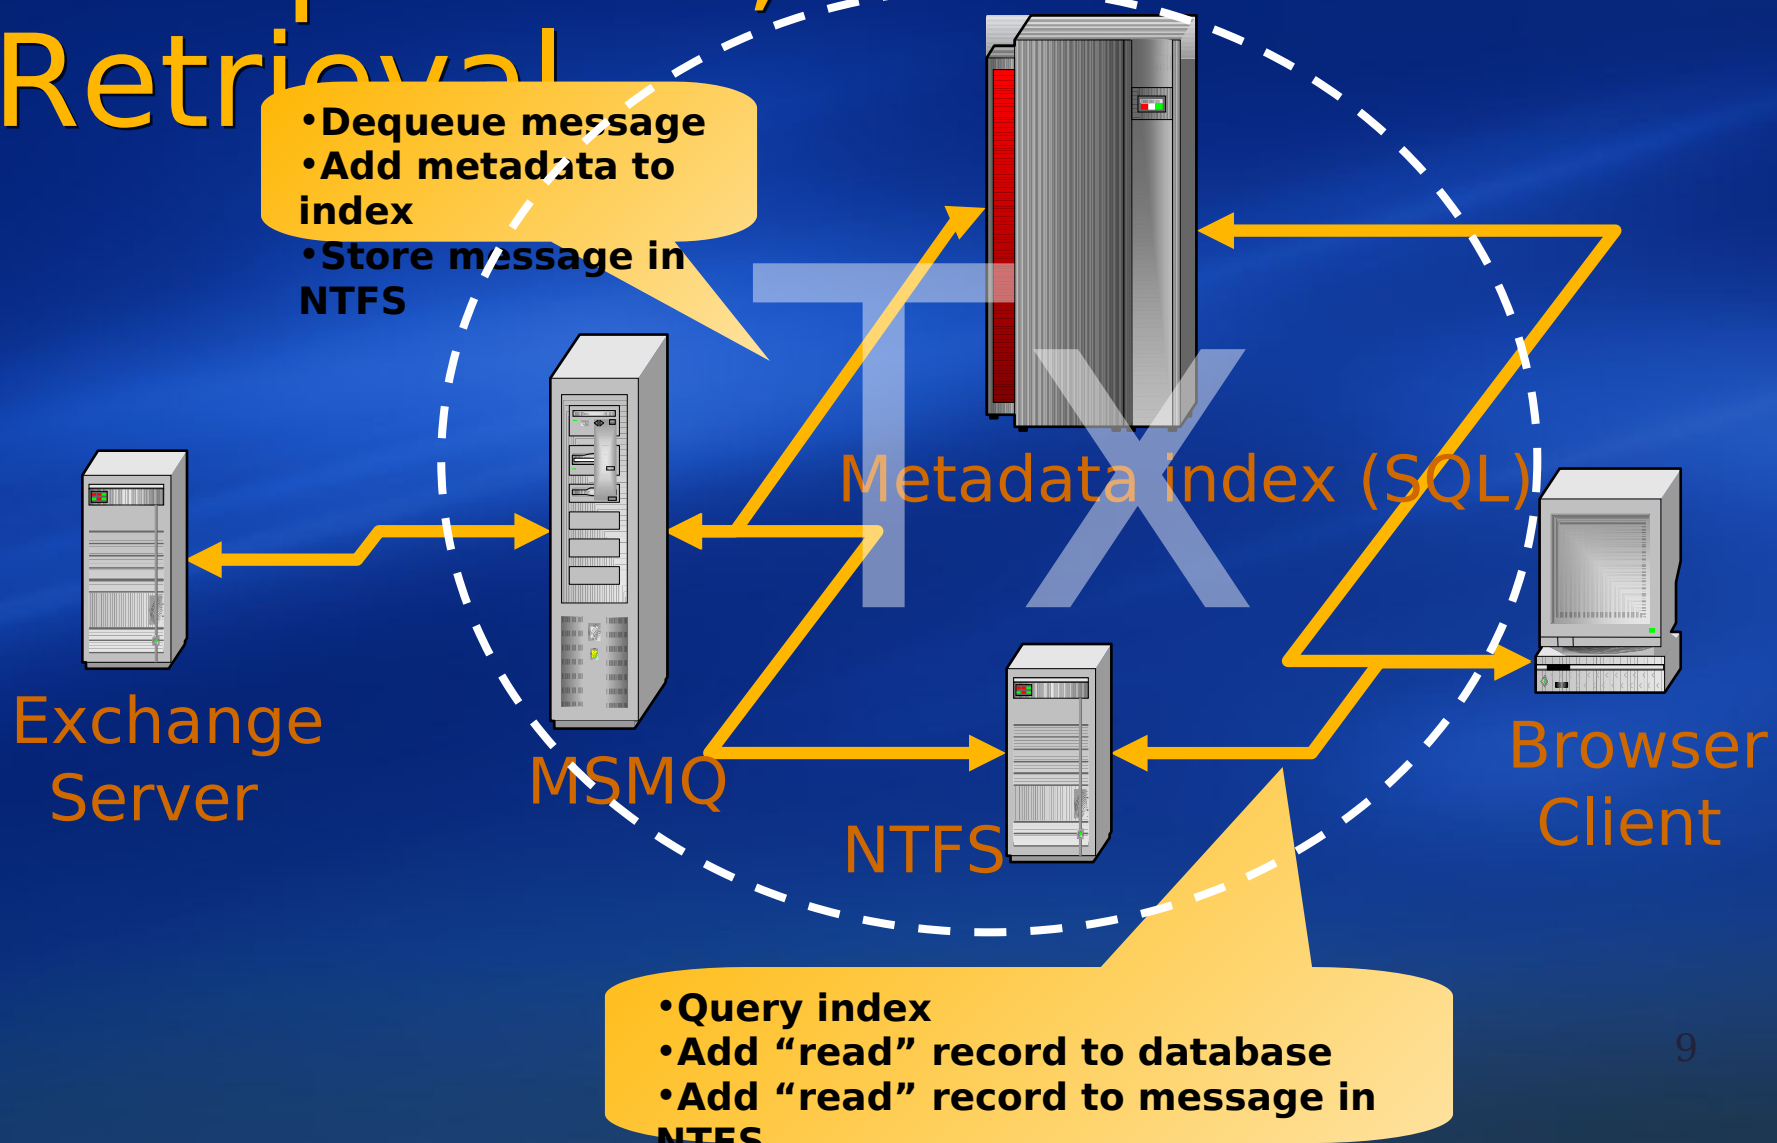 Retrieval
•Dequeue message
•Add metadata to
index
•Store message in
NTFS
Tx
Metadata index (SQL)
Exchange
Server
MSMQ
NTFS
Browser
Client
•Query index
•Add “read” record to database
•Add “read” record to message in
NTFS
9